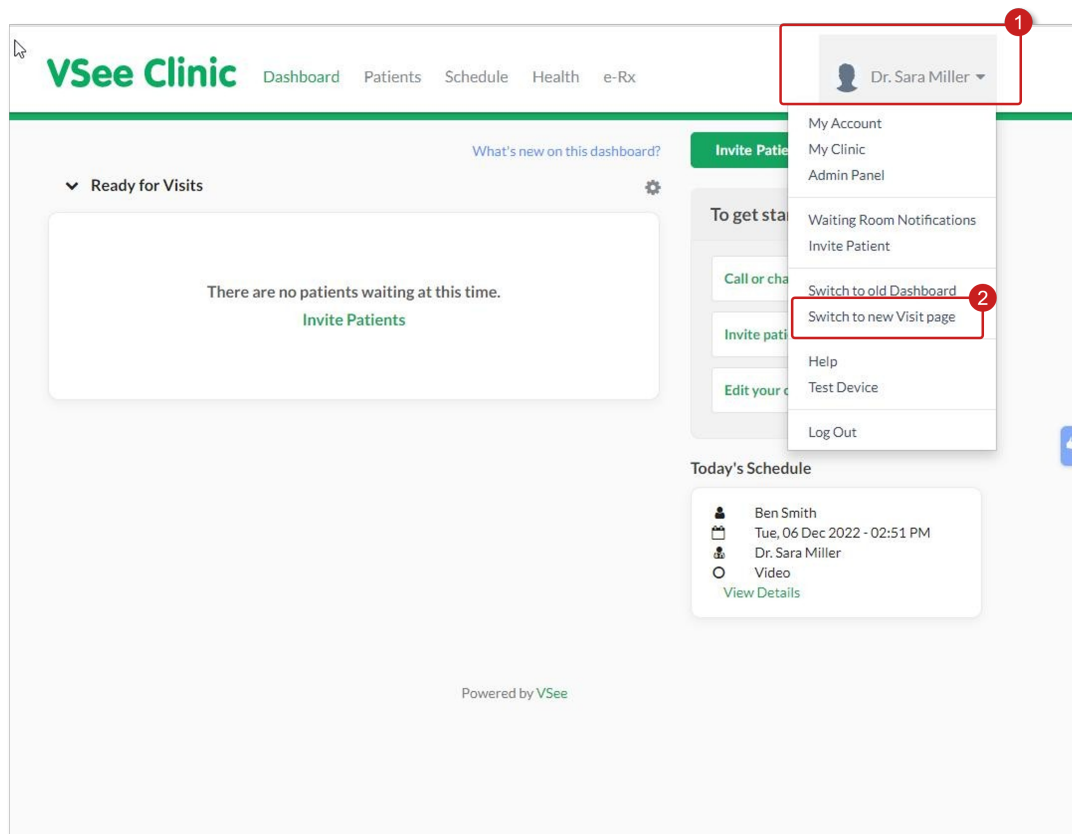 1
VSee Clinic Dashboard Patients Schedule Health e-Rx Dr. Sara Miller
What's new on this dashboard?
Ready for Visits
There are no patients waiting at this time.
Invite Patients
Invite
To get
Call or
Invite
Edit your
My Account
My Clinic
Admin Panel
Waiting Room Notifications
Invite Patient
Switch to old Dashboard
2
Switch to new Visit page
Help
Test Device
Log Out
Today's Schedule
Ben Smith
Tue, 06 Dec 2022 - 02:51 PM
Dr. Sara Miller
Video
View Details
Powered by VSee